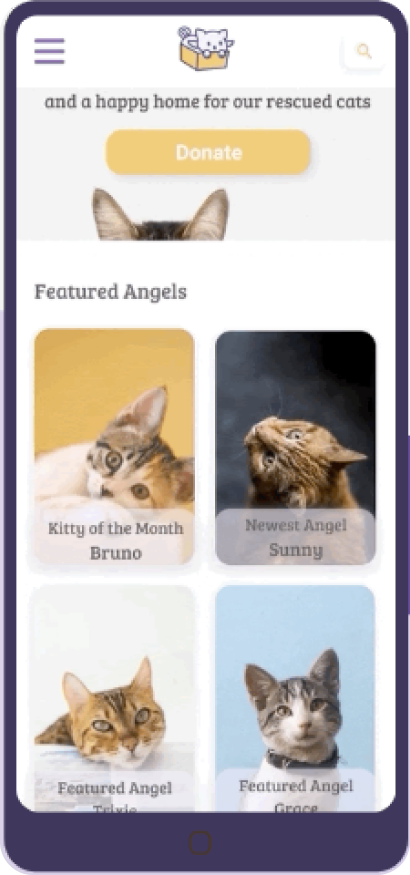 and a happy home for our rescued cats
Donate
Featured Angels
Kitty of the Month
Bruno
Newest Angel
Sunny
Featured Angel
Trixie
Featured Angel
Grace